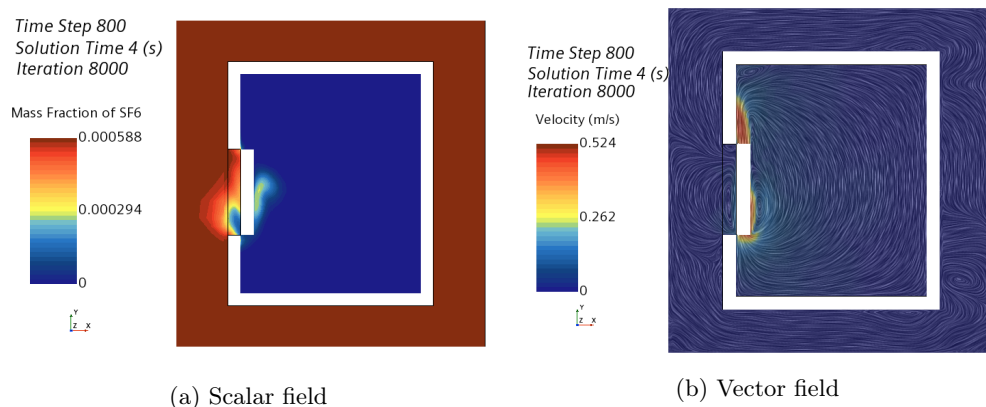 Time Step 800
Solution Time 4 (s)
Iteration 8000
Mass Fraction of SF6
0.000588
0.000294
0
Y
Z X
(a) Scalar field
Time Step 800
Solution Time 4 (s)
Iteration 8000
Velocity (m/s)
0.524
0.262
0
Y
Z X
(b) Vector field